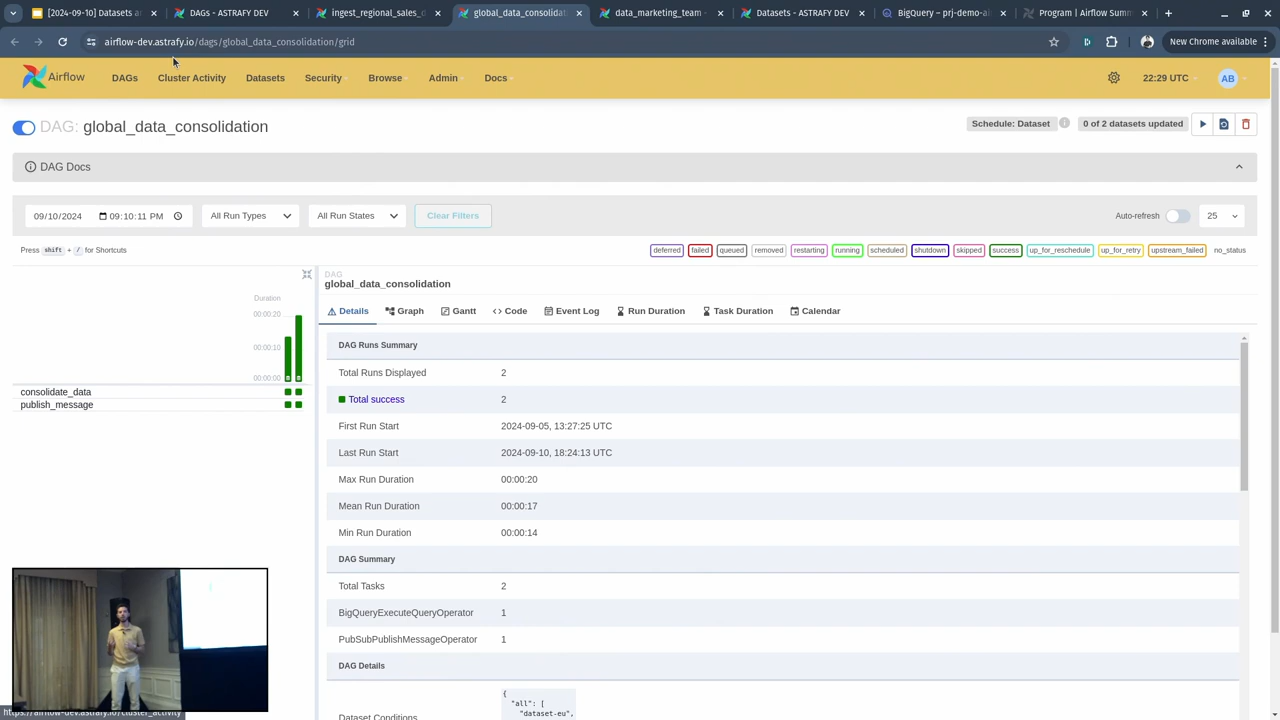 [2024-09-10] Datasets a
DAGS - ASTRAFY DEV
ingest_regional_sales_d
global_data_consolidati
data_marketing_team
Datasets - ASTRAFY DEV
BigQuery – prj-demo-ai
Program | Airflow Summ
airflow-dev.astrafy.io/dags/global_data_consolidation/grid
New Chrome available
Airflow
DAGs
Cluster Activity
Datasets
Security
Browse
Admin
Docs
22:29 UTC
AB
DAG: global_data_consolidation
Schedule: Dataset
0 of 2 datasets updated
DAG Docs
09/10/2024
09:10:11 PM
All Run Types
All Run States
Clear Filters
Auto-refresh
25
Press shift + / for Shortcuts
deferred
failed
queued
removed
restarting
running
scheduled
shutdown
skipped
success
up_for_reschedule
up_for_retry
upstream_failed
no_status
Duration
00:00:20
00:00:10
00:00:00
consolidate_data
publish_message
DAG
global_data_consolidation
Details
Graph
Gantt
<> Code
Event Log
Run Duration
Task Duration
Calendar
DAG Runs Summary
Total Runs Displayed 2
Total success 2
First Run Start 2024-09-05, 13:27:25 UTC
Last Run Start 2024-09-10, 18:24:13 UTC
Max Run Duration 00:00:20
Mean Run Duration 00:00:17
Min Run Duration 00:00:14
DAG Summary
Total Tasks 2
BigQueryExecuteQueryOperator 1
PubSubPublishMessageOperator 1
DAG Details
{
"all": [
Dataset Conditions "dataset-eu",
https://airflow-dev.astrafy.io/cluster_activity